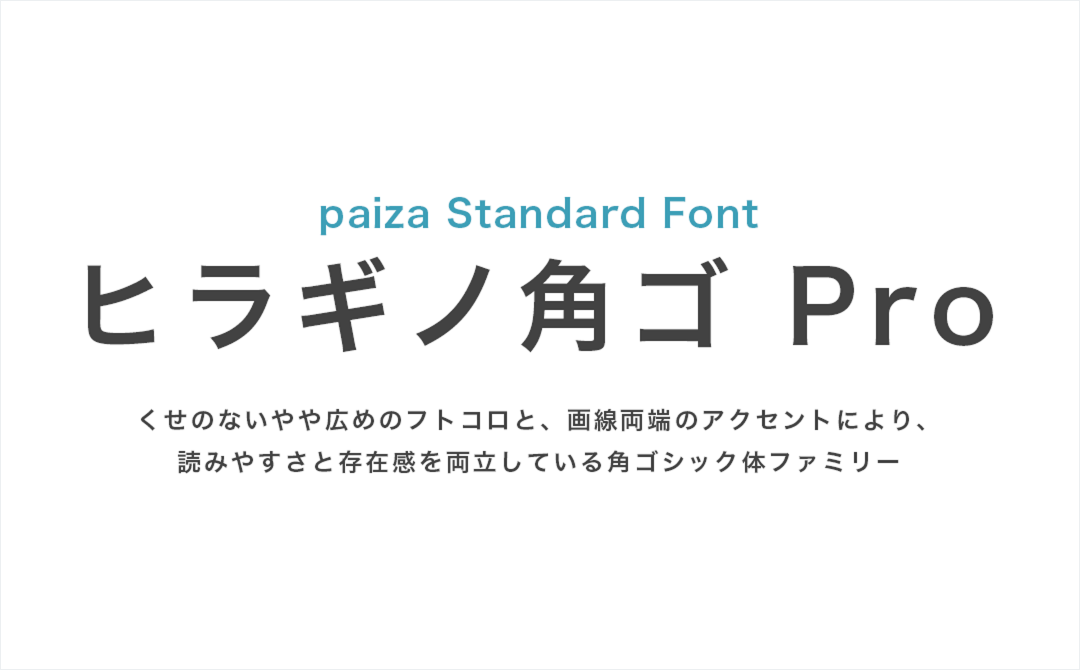 paiza Standard Font
ヒラギノ角ゴ Pro
くせのないやや広めのフトコロと、画線両端のアクセントにより、
読みやすさと存在感を両立している角ゴシック体ファミリー